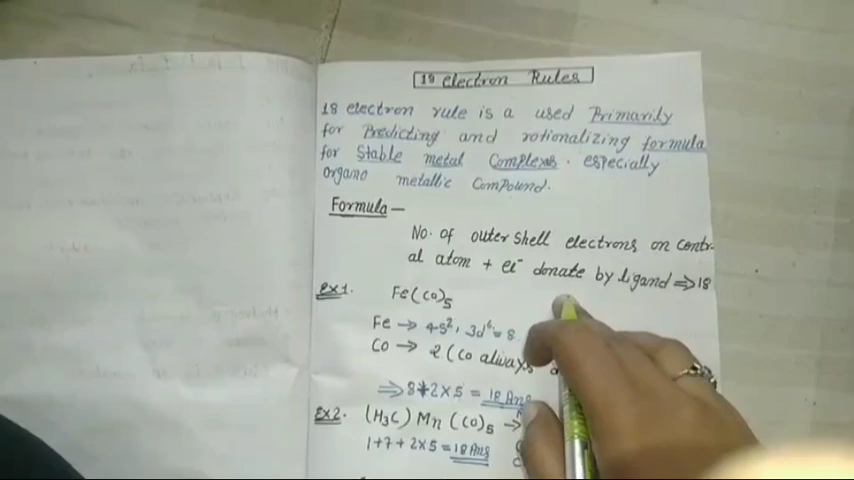 18 electron Rules
18 electron rule is a used Primarily
for Predicting and rotionalizing formula
for Stable metal Complexes. especially
organo metallic Compound.
Formula—
No. of outer shell electrons on contr-
al atom + el⁻ donate by ligand ⇒ 18
ex1. Fe(CO)₅
Fe → 4S², 3d⁶ = 8
CO → 2 (CO always
⇒ 8+2×5 = 18 Ans
Ex2. (H₃C) Mn (CO)₅ →
1+7+2×5 = 18 Ans